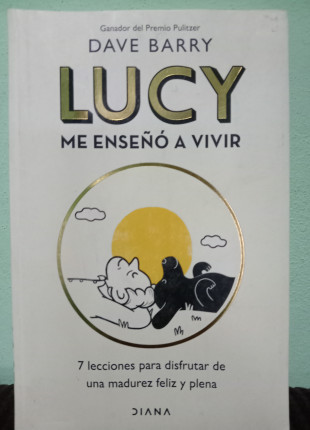 Ganador del Premio Pulitzer
DAVE BARRY
LUCY
ME ENSEÑÓ A VIVIR
7 lecciones para disfrutar de
una madurez feliz y plena
DIANA